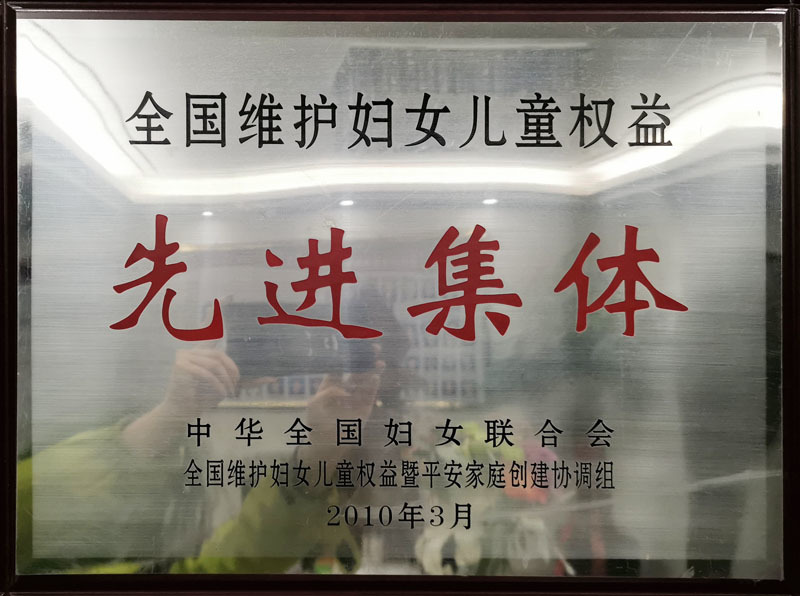 全国维护妇女儿童权益
先进集体
中华全国妇女联合会
全国维护妇女儿童权益暨平安家庭创建协调组
2010年3月